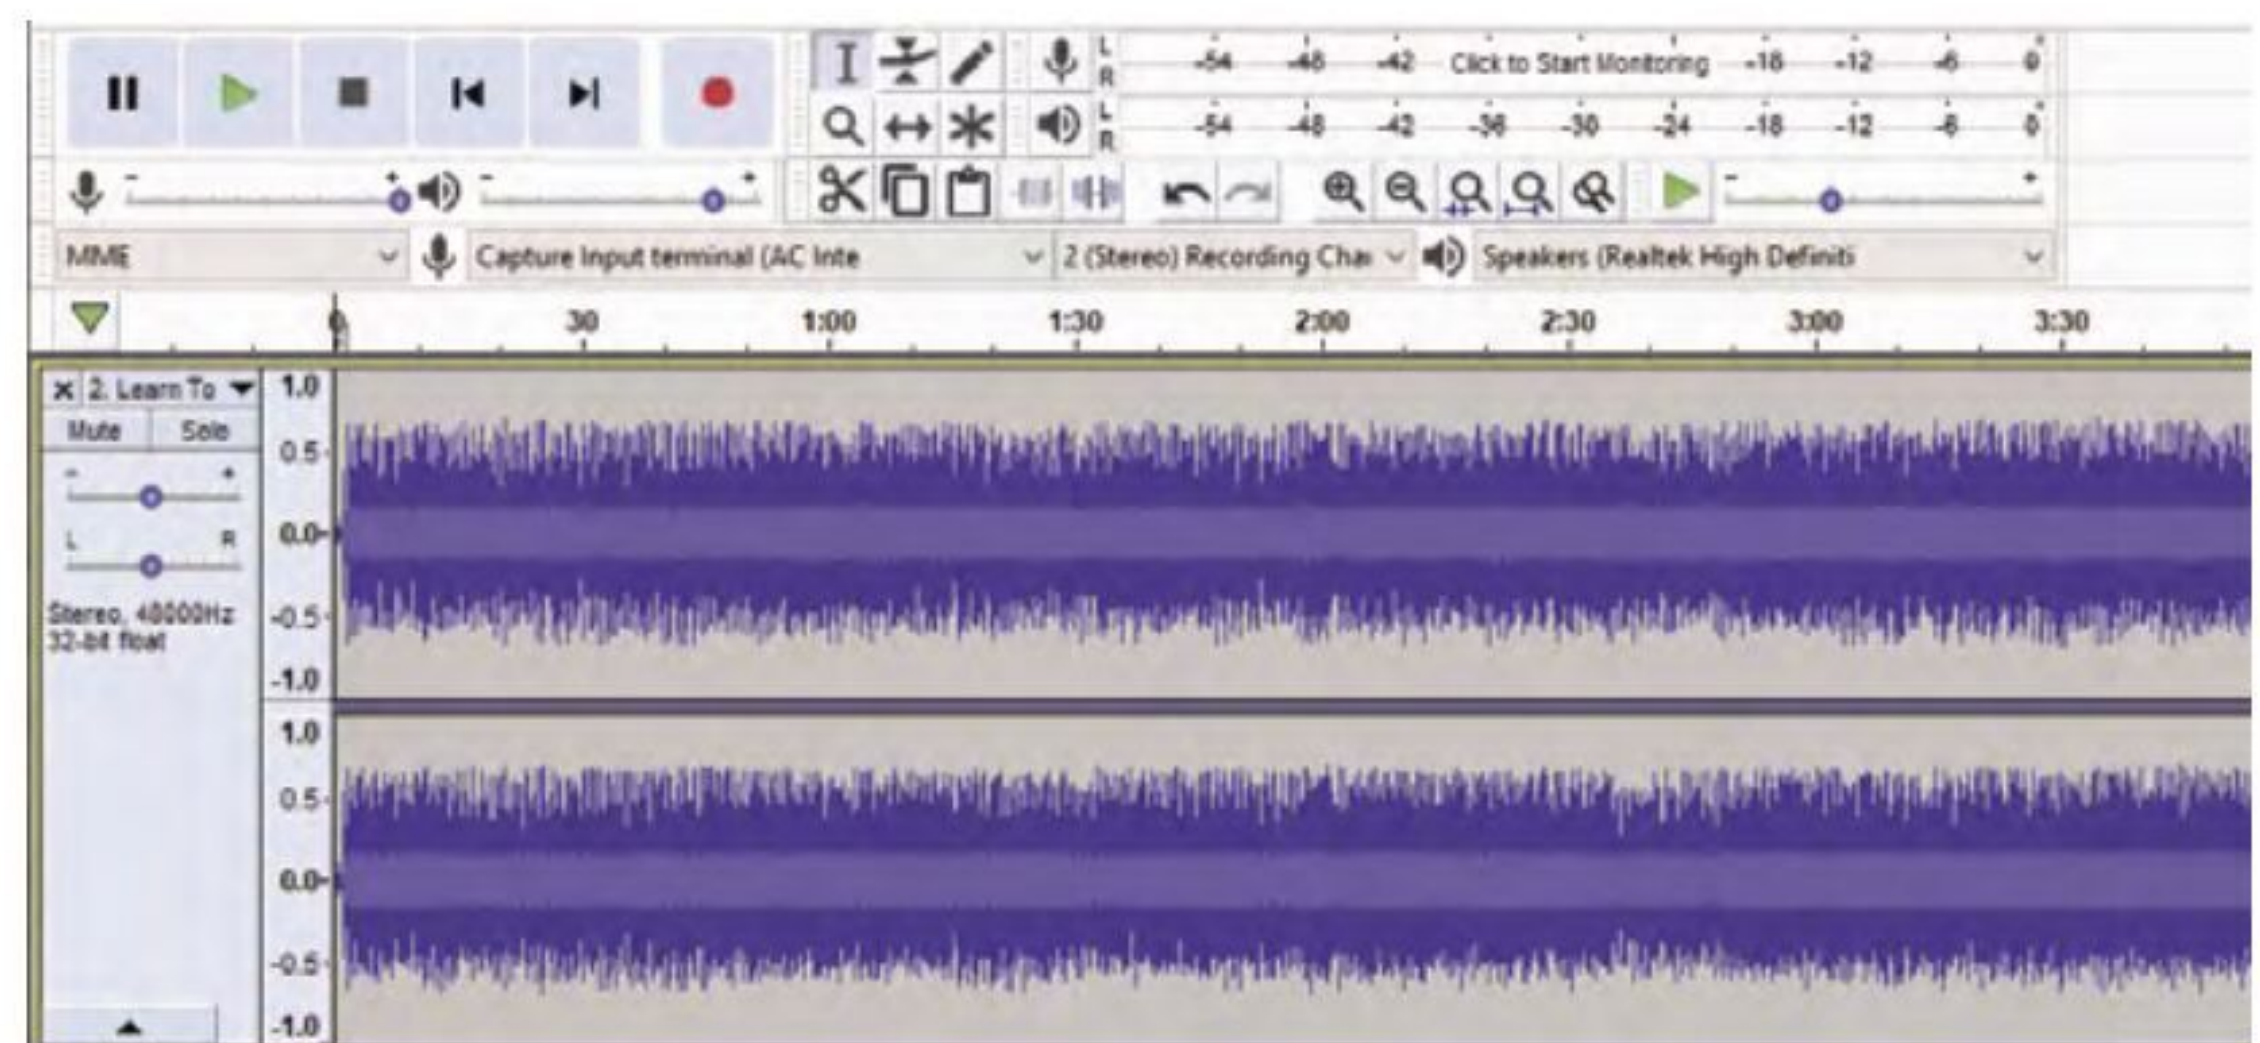 L
R
-54 -48 -42 Click to Start Monitoring -18 -12 -6 0
L
R
-54 -48 -42 -36 -30 -24 -18 -12 -6 0
- + - + - +
MME Capture Input terminal (AC Inte 2 (Stereo) Recording Chai Speakers (Realtek High Definiti
0 30 1:00 1:30 2:00 2:30 3:00 3:30
2. Learn To
Mute Solo
- +
L R
Stereo, 48000Hz
32-bit float
1.0
0.5
0.0
-0.5
-1.0
1.0
0.5
0.0
-0.5
-1.0